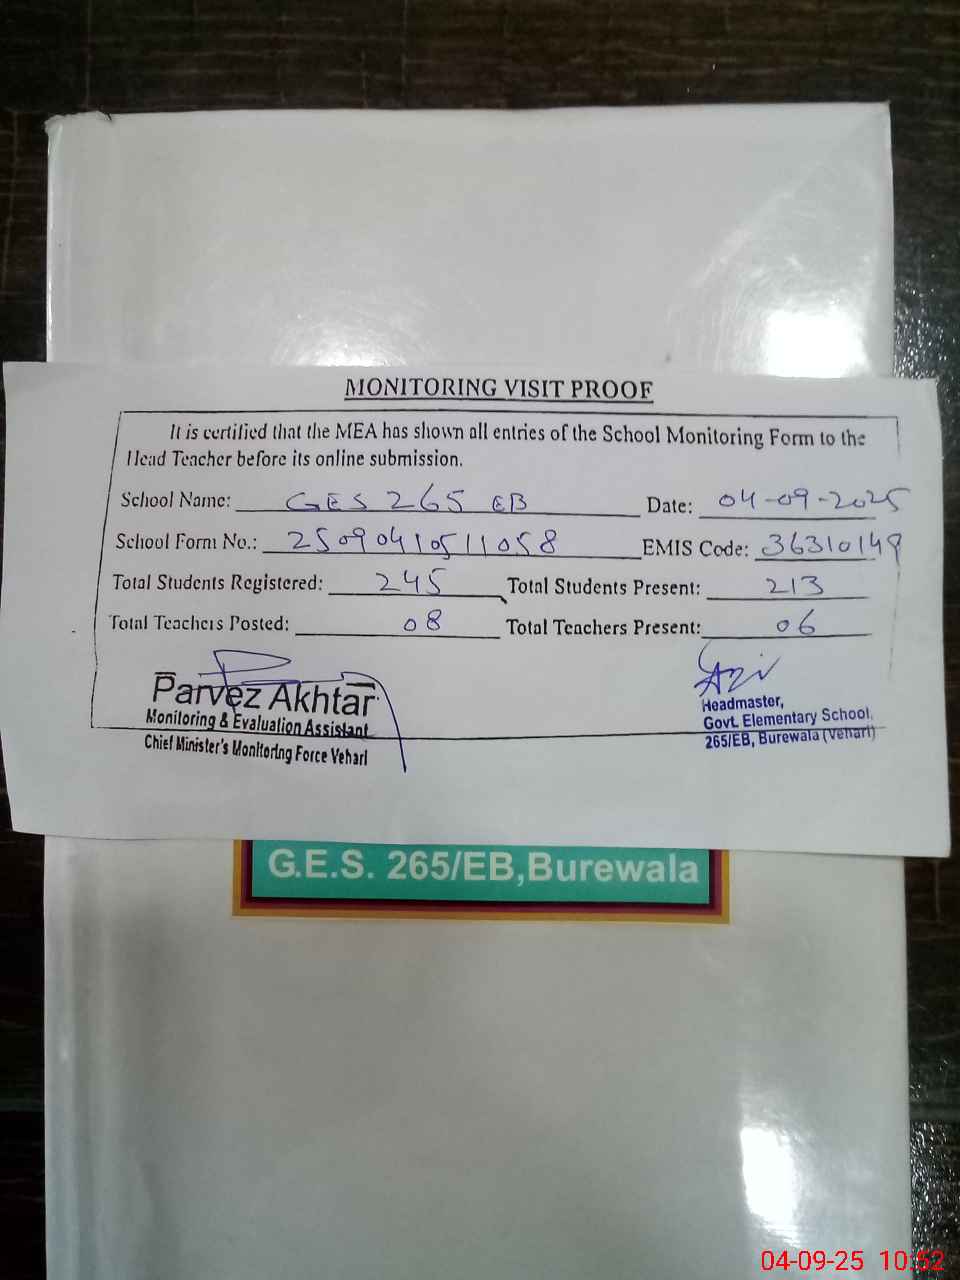 MONITORING VISIT PROOF
It is certified that the MEA has shown all entries of the School Monitoring Form to the
Head Teacher before its online submission.
School Name: GES 265 EB Date: 04-09-2025
School Form No.: 25090410511058 EMIS Code: 36310149
Total Students Registered: 245 Total Students Present: 213
Total Teachers Posted: 08 Total Teachers Present: 06
Parvez Akhtar
Monitoring & Evaluation Assistant
Chief Minister's Monitoring Force Vehari
Headmaster,
Govt. Elementary School,
265/EB, Burewala (Vehari)
G.E.S. 265/EB,Burewala
04-09-25 10:52